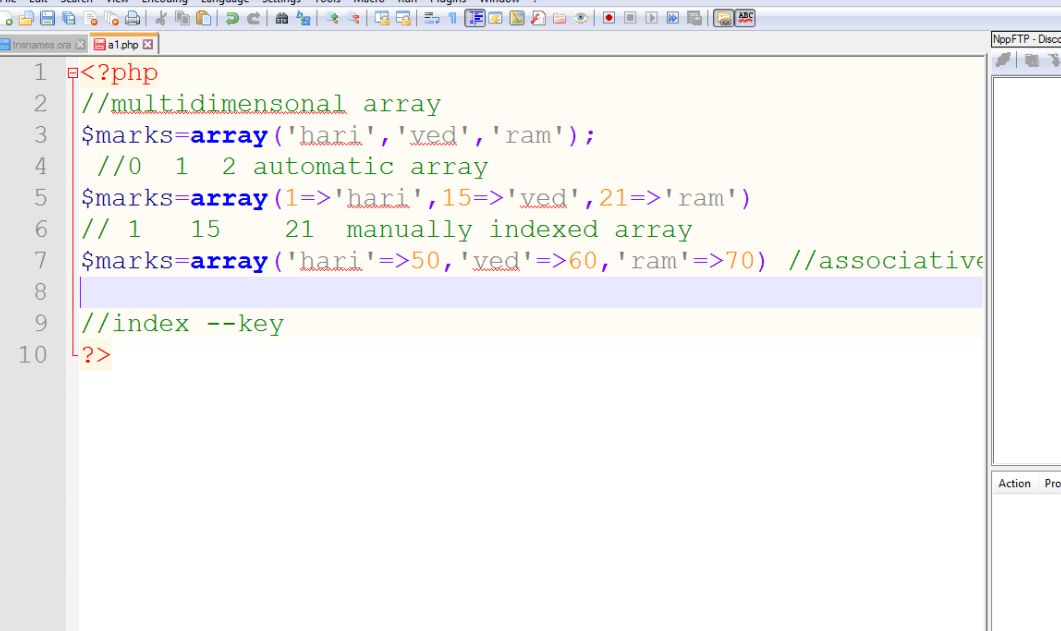 tnsnames.ora
a1.php
NppFTP - Disco
1 <?php
2 //multidimensonal array
3 $marks=array('hari','ved','ram');
4 //0 1 2 automatic array
5 $marks=array(1=>'hari',15=>'ved',21=>'ram')
6 // 1 15 21 manually indexed array
7 $marks=array('hari'=>50,'ved'=>60,'ram'=>70) //associative
8
9 //index --key
10 ?>
ABC
Action Pro